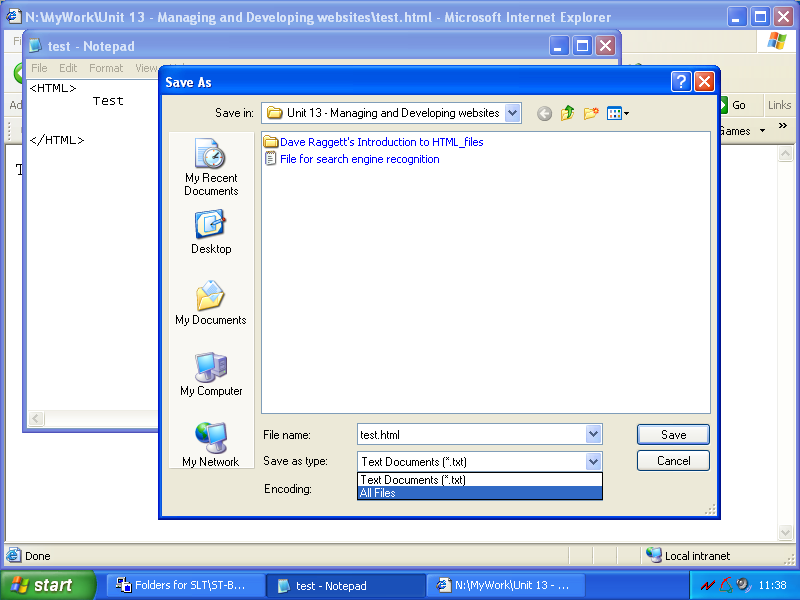 N:\MyWork\Unit 13 - Managing and Developing websites\test.html - Microsoft Internet Explorer
test - Notepad
File Edit Format View
<HTML>
Test
</HTML>
Save As
Save in: Unit 13 - Managing and Developing websites
Go Links
Games
Dave Raggett's Introduction to HTML_files
File for search engine recognition
My Recent
Documents
Desktop
My Documents
My Computer
My Network
File name: test.html Save
Save as type: Text Documents (*.txt) Cancel
Text Documents (*.txt)
Encoding: All Files
Done Local intranet
start Folders for SLT\ST-B... test - Notepad N:\MyWork\Unit 13 - ... 11:38